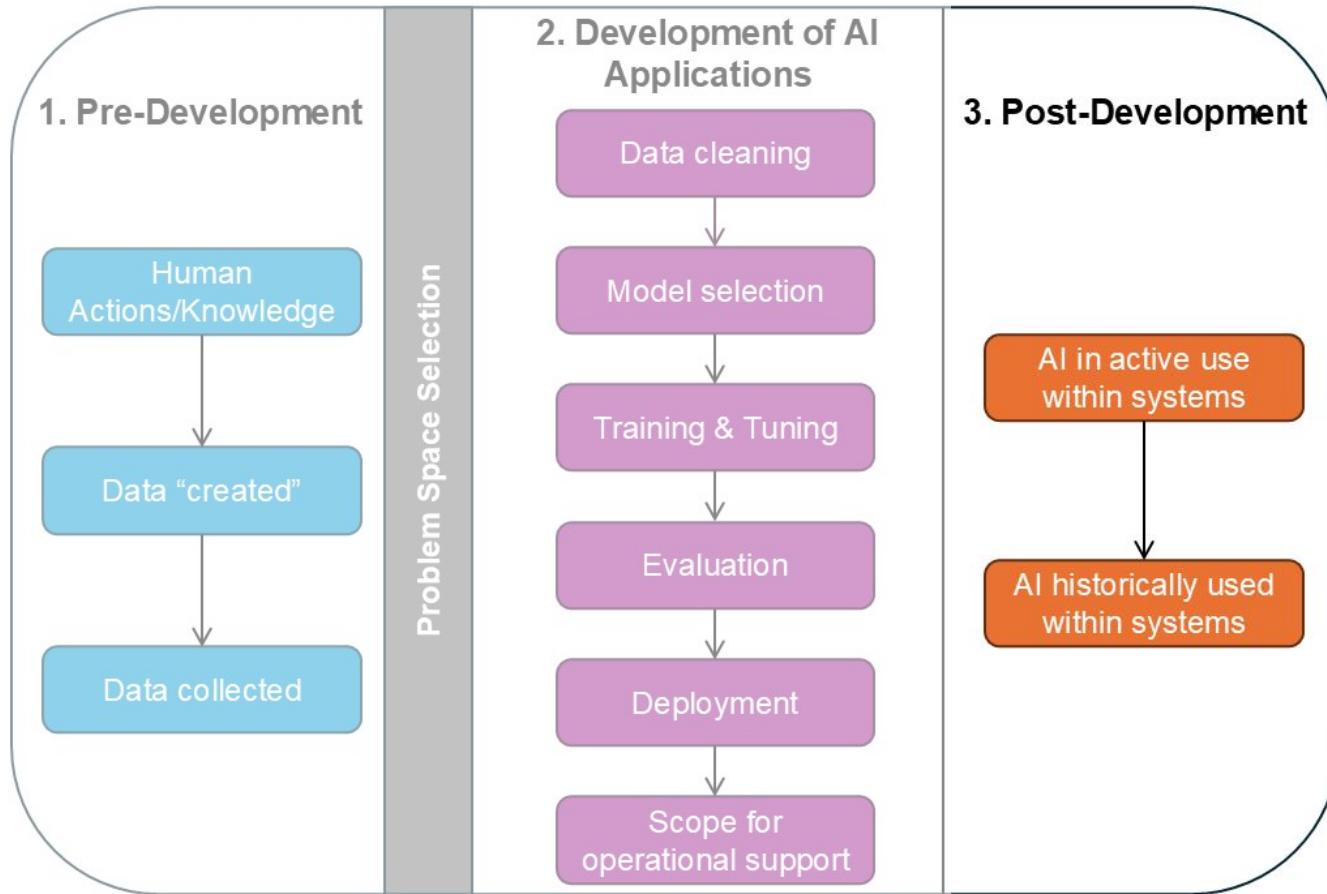 1. Pre-Development
Human
Actions/Knowledge
Data “created”
Data collected
Problem Space Selection
2. Development of AI
Applications
Data cleaning
Model selection
Training & Tuning
Evaluation
Deployment
Scope for
operational support
3. Post-Development
AI in active use
within systems
AI historically used
within systems